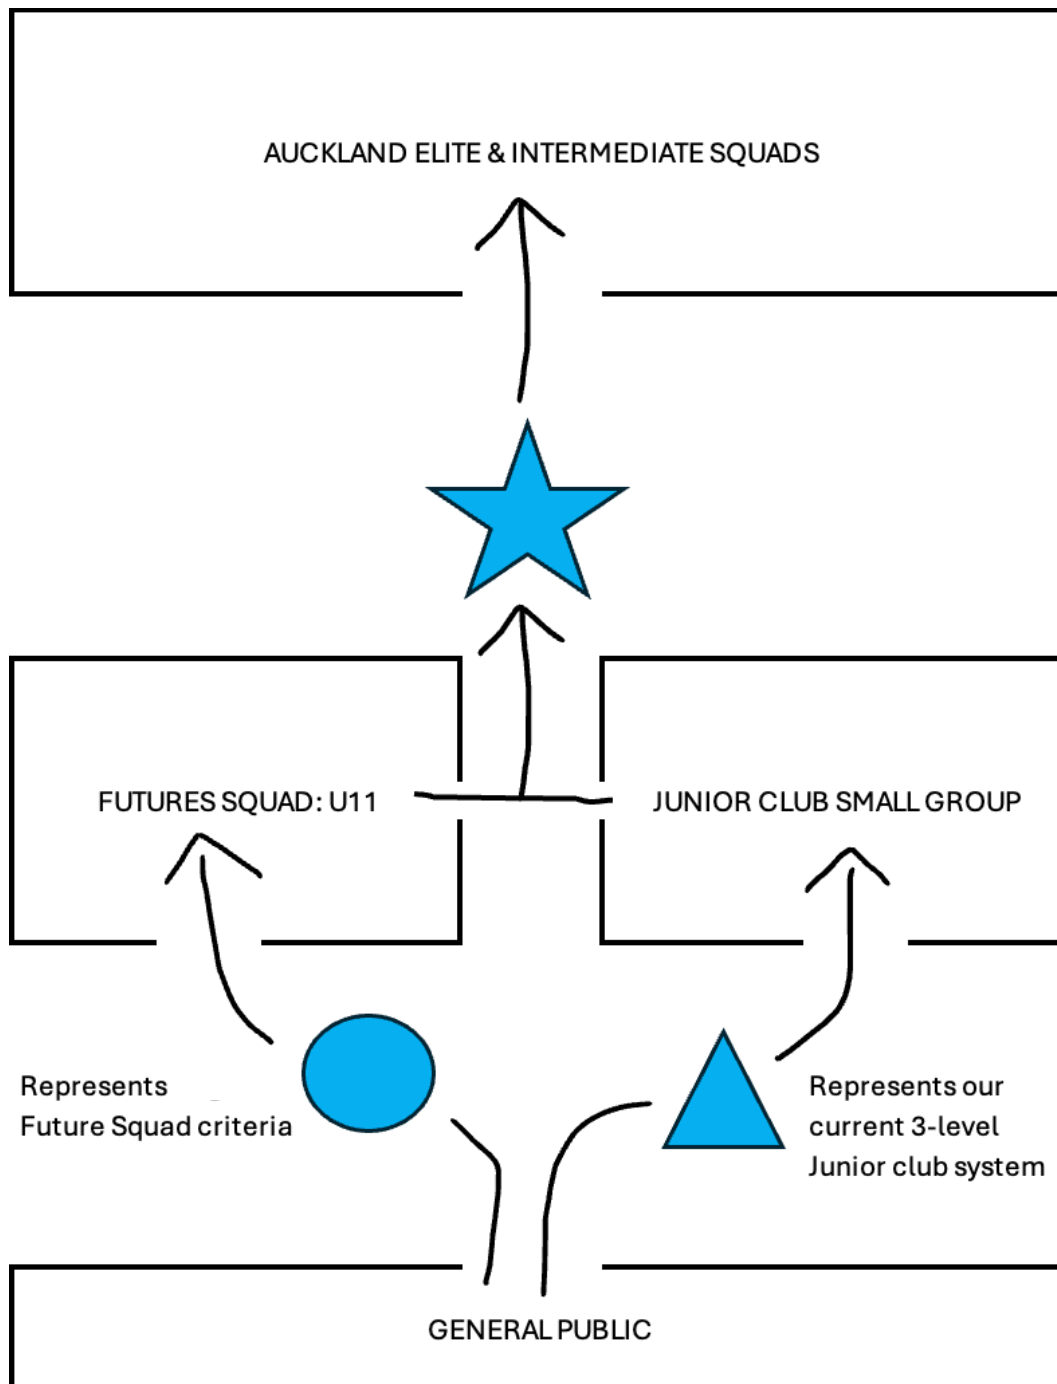 AUCKLAND ELITE & INTERMEDIATE SQUADS
FUTURES SQUAD: U11
JUNIOR CLUB SMALL GROUP
Represents
Future Squad criteria
Represents our
current 3-level
Junior club system
GENERAL PUBLIC